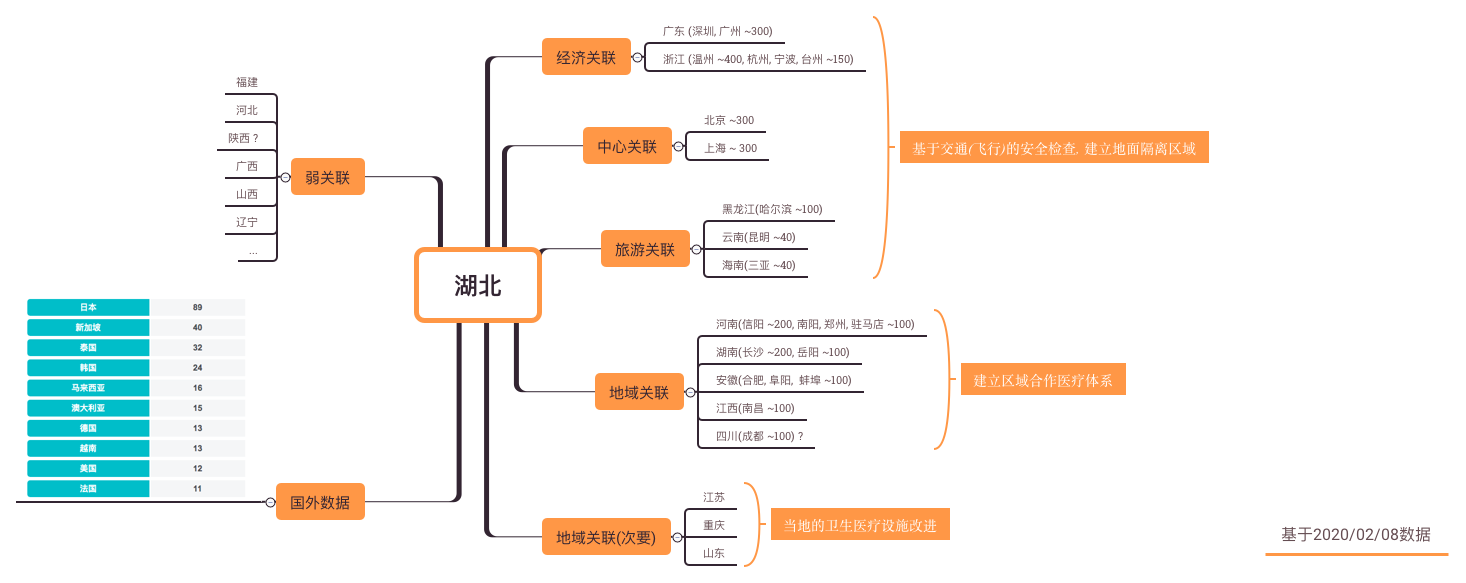 湖北
经济关联
广东 (深圳, 广州 ~300)
浙江 (温州 ~400, 杭州, 宁波, 台州 ~150)
中心关联
北京 ~300
上海 ~ 300
旅游关联
黑龙江(哈尔滨 ~100)
云南(昆明 ~40)
海南(三亚 ~40)
基于交通(飞行)的安全检查, 建立地面隔离区域
地域关联
河南(信阳 ~200, 南阳, 郑州, 驻马店 ~100)
湖南(长沙 ~200, 岳阳 ~100)
安徽(合肥, 阜阳, 蚌埠 ~100)
江西(南昌 ~100)
四川(成都 ~100) ?
建立区域合作医疗体系
地域关联(次要)
江苏
重庆
山东
当地的卫生医疗设施改进
弱关联
福建
河北
陕西 ?
广西
山西
辽宁
...
国外数据
日本 89
新加坡 40
泰国 32
韩国 24
马来西亚 16
澳大利亚 15
德国 13
越南 13
美国 12
法国 11
基于2020/02/08数据